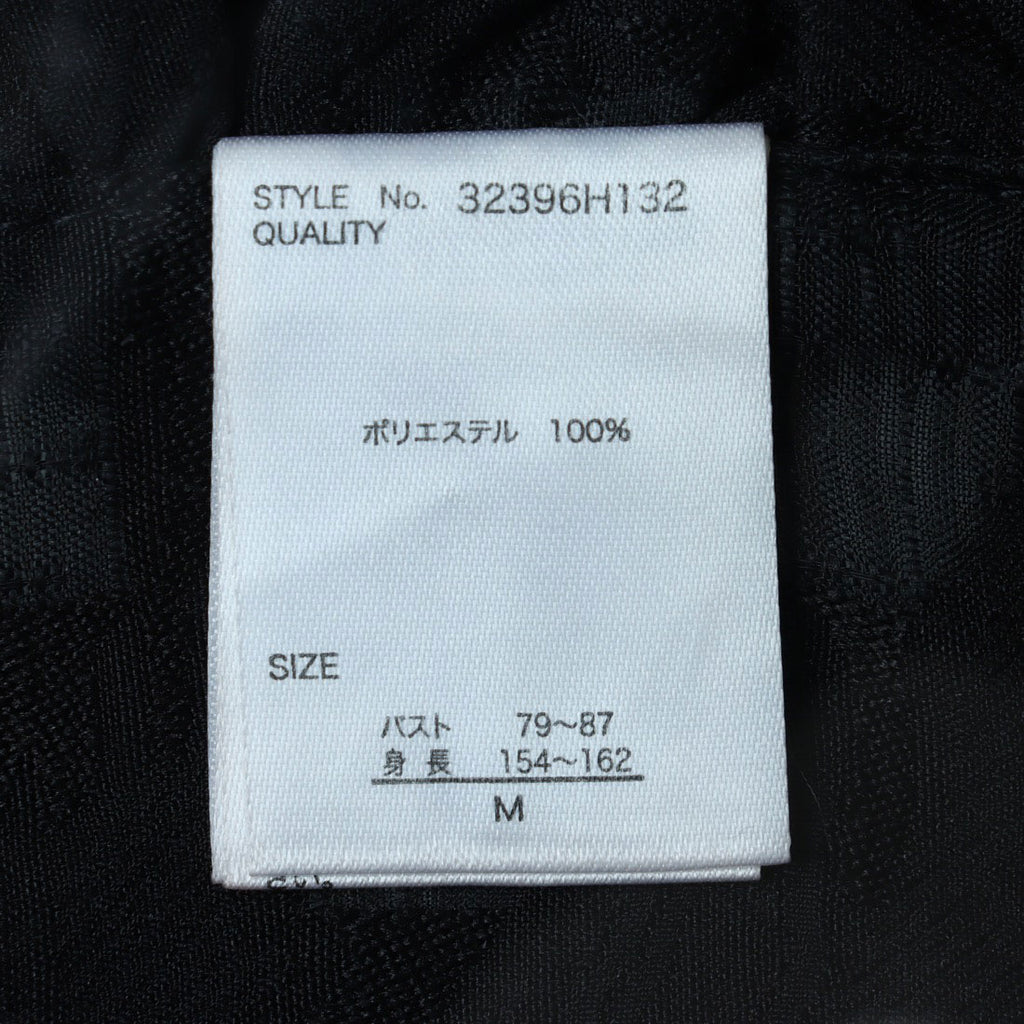 STYLE No. 32396H132
QUALITY
ポリエステル 100%
SIZE
バスト 79～87
身長 154～162
M